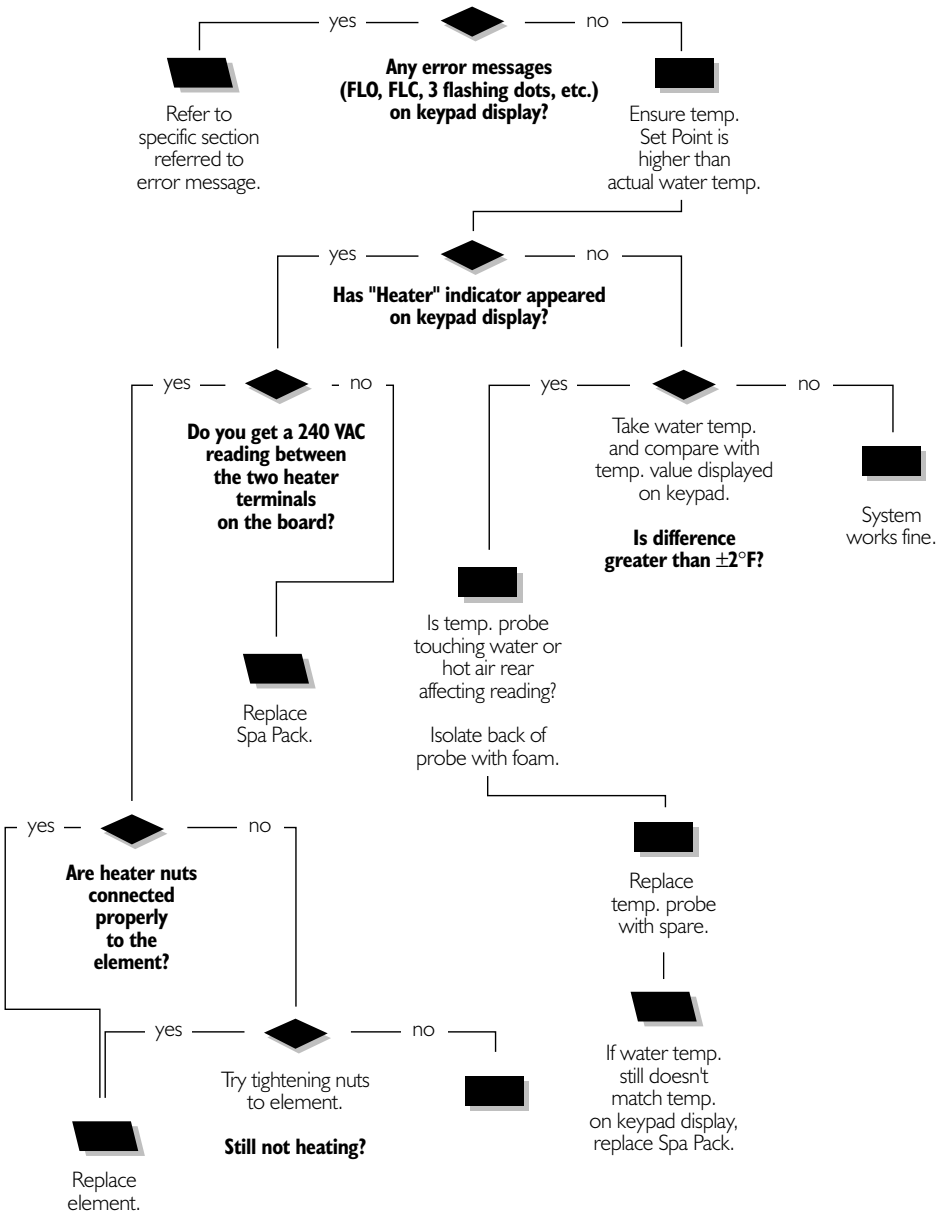 yes
no
Any error messages
(FLO, FLC, 3 flashing dots, etc.)
on keypad display?
Refer to
specific section
referred to
error message.
Ensure temp.
Set Point is
higher than
actual water temp.
yes
no
Has "Heater" indicator appeared
on keypad display?
yes
no
Do you get a 240 VAC
reading between
the two heater
terminals
on the board?
yes
no
Take water temp.
and compare with
temp. value displayed
on keypad.
Is difference
greater than ±2°F?
System
works fine.
Is temp. probe
touching water or
hot air rear
affecting reading?
Isolate back of
probe with foam.
Replace
Spa Pack.
yes
no
Are heater nuts
connected
properly
to the
element?
Replace
temp. probe
with spare.
yes
no
Try tightening nuts
to element.
Still not heating?
If water temp.
still doesn't
match temp.
on keypad display,
replace Spa Pack.
Replace
element.